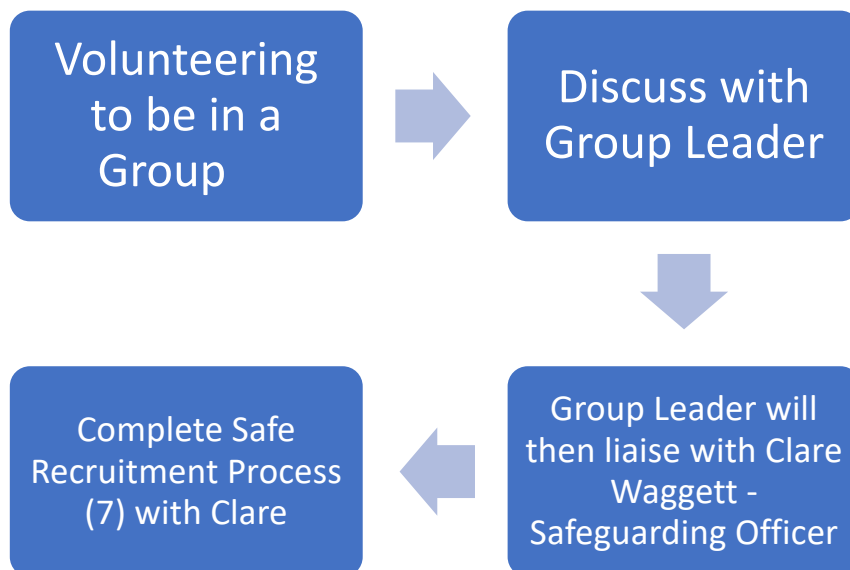 Volunteering
to be in a
Group
Discuss with
Group Leader
Group Leader will
then liaise with Clare
Waggett -
Safeguarding Officer
Complete Safe
Recruitment Process
(7) with Clare